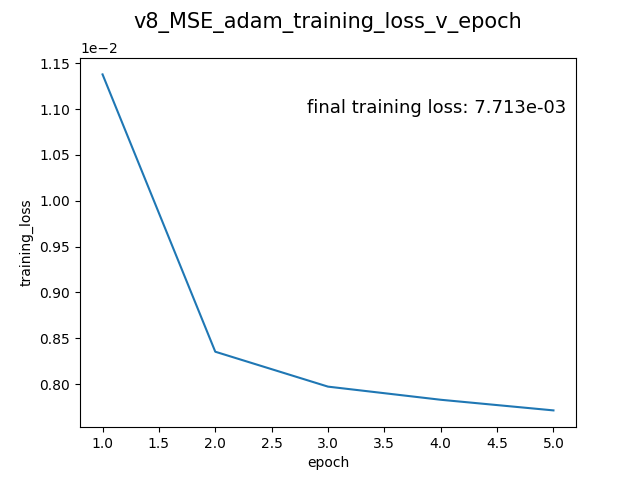 v8_MSE_adam_training_loss_v_epoch
1e−2
1.15
1.10
1.05
1.00
0.95
0.90
0.85
0.80
training_loss
final training loss: 7.713e-03
1.0 1.5 2.0 2.5 3.0 3.5 4.0 4.5 5.0
epoch